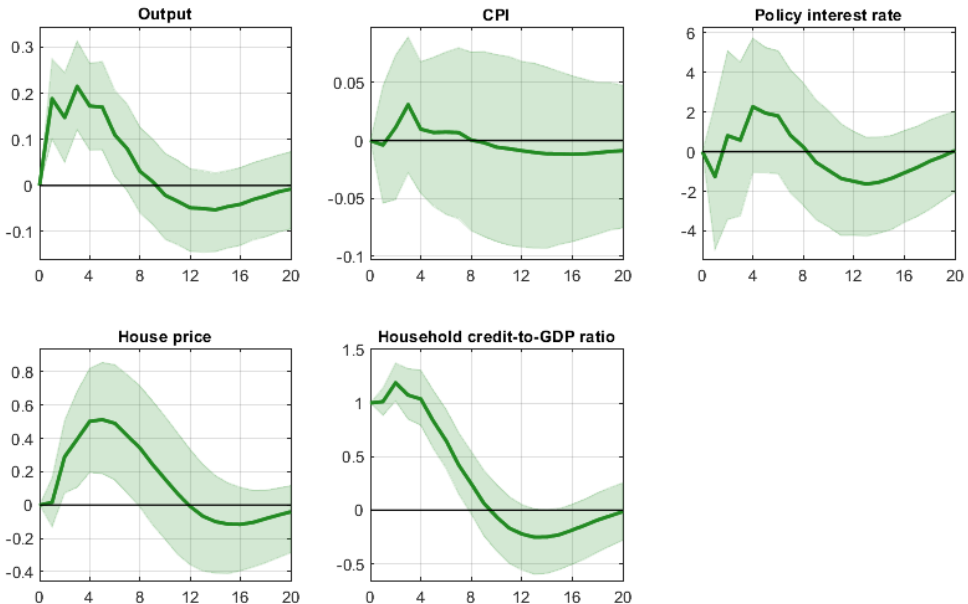 Output
0.3
0.2
0.1
0
-0.1
0 4 8 12 16 20
CPI
0.05
0
-0.05
-0.1
0 4 8 12 16 20
Policy interest rate
6
4
2
0
-2
-4
0 4 8 12 16 20
House price
0.8
0.6
0.4
0.2
0
-0.2
-0.4
0 4 8 12 16 20
Household credit-to-GDP ratio
1.5
1
0.5
0
-0.5
0 4 8 12 16 20